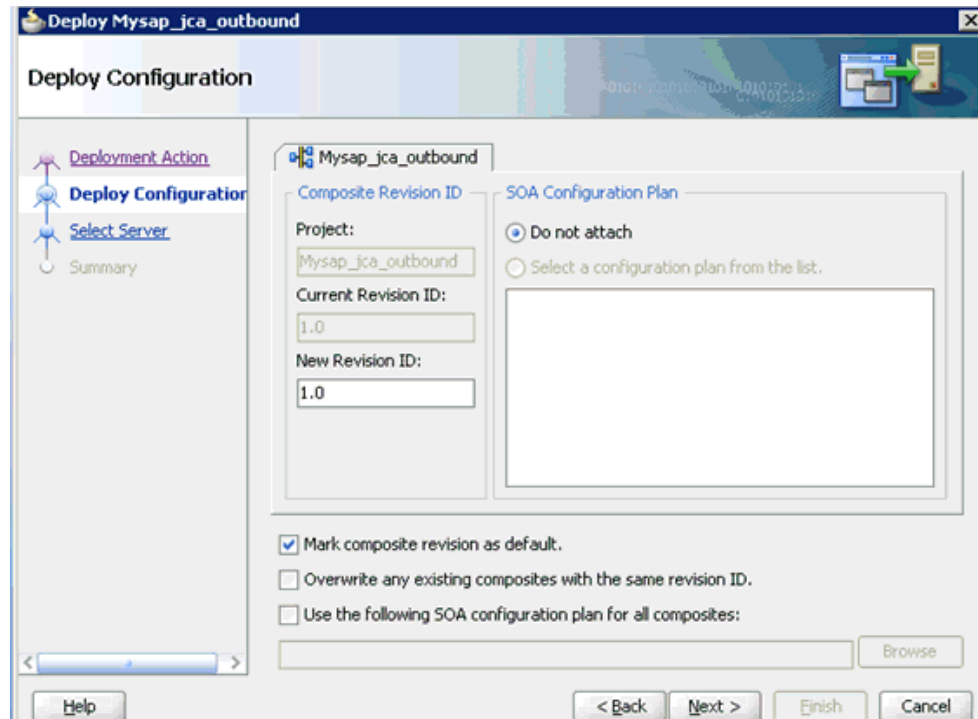 Deploy Mysap_jca_outbound
Deploy Configuration
Deployment Action
Deploy Configuration
Select Server
Summary
Mysap_jca_outbound
Composite Revision ID
Project:
Mysap_jca_outbound
Current Revision ID:
1.0
New Revision ID:
1.0
SOA Configuration Plan
Do not attach
Select a configuration plan from the list.
Mark composite revision as default.
Overwrite any existing composites with the same revision ID.
Use the following SOA configuration plan for all composites:
Browse
Help
< Back
Next >
Finish
Cancel